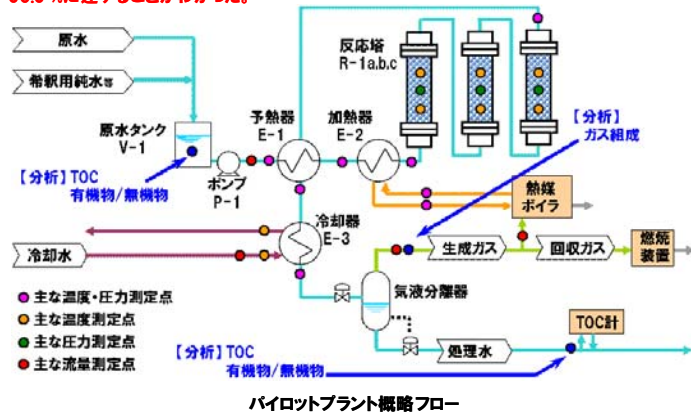 原水
希釈用純水等
原水タンク
V-1
【分析】TOC
有機物/無機物
ポンプ
P-1
予熱器
E-1
加熱器
E-2
反応塔
R-1a,b,c
【分析】
ガス組成
熱媒
ボイラ
冷却器
E-3
冷却水
生成ガス
回収ガス
燃焼
装置
気液分離器
主な温度・圧力測定点
主な温度測定点
主な圧力測定点
主な流量測定点
【分析】TOC
有機物/無機物
処理水
TOC計
パイロットプラント概略フロー